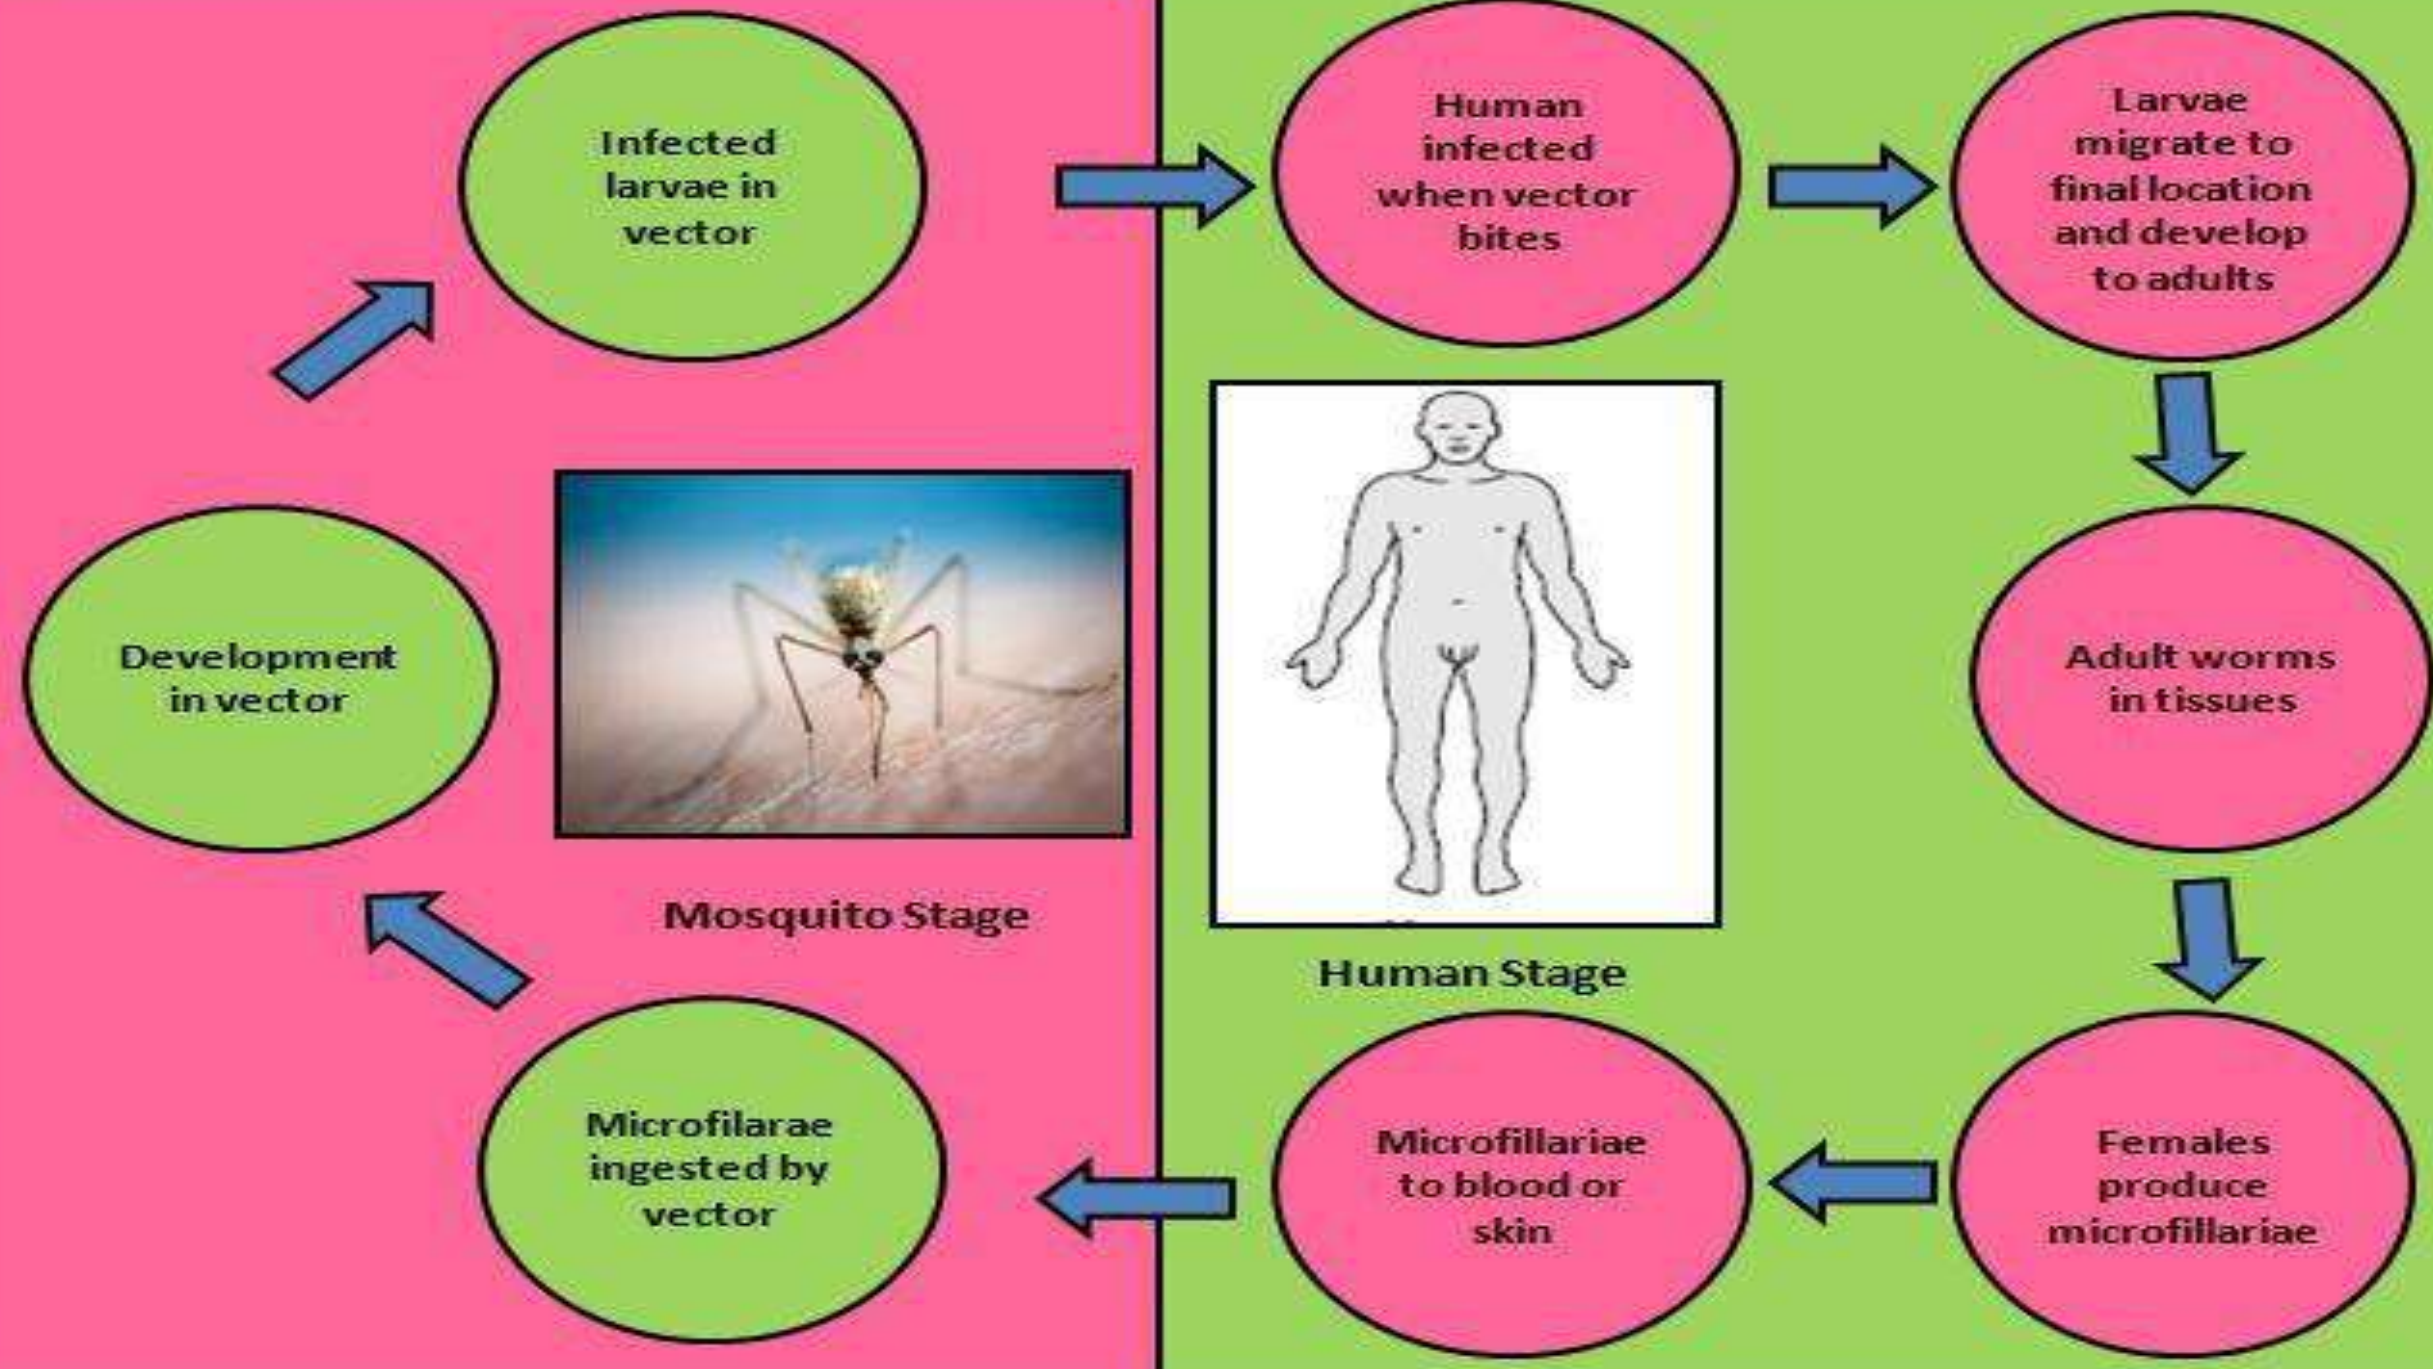 Infected
larvae in
vector
Human
infected
when vector
bites
Larvae
migrate to
final location
and develop
to adults
Development
in vector
Adult worms
in tissues
Mosquito Stage
Human Stage
Microfilarae
ingested by
vector
Microfillariae
to blood or
skin
Females
produce
microfillariae